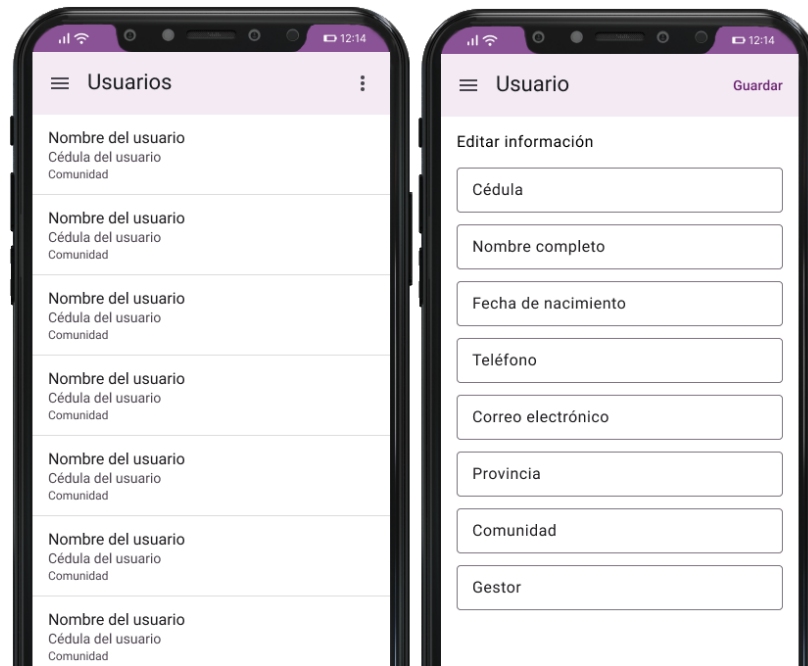 12:14
Usuarios
Nombre del usuario
Cédula del usuario
Comunidad
Nombre del usuario
Cédula del usuario
Comunidad
Nombre del usuario
Cédula del usuario
Comunidad
Nombre del usuario
Cédula del usuario
Comunidad
Nombre del usuario
Cédula del usuario
Comunidad
Nombre del usuario
Cédula del usuario
Comunidad
Nombre del usuario
Cédula del usuario
Comunidad
12:14
Usuario
Guardar
Editar información
Cédula
Nombre completo
Fecha de nacimiento
Teléfono
Correo electrónico
Provincia
Comunidad
Gestor